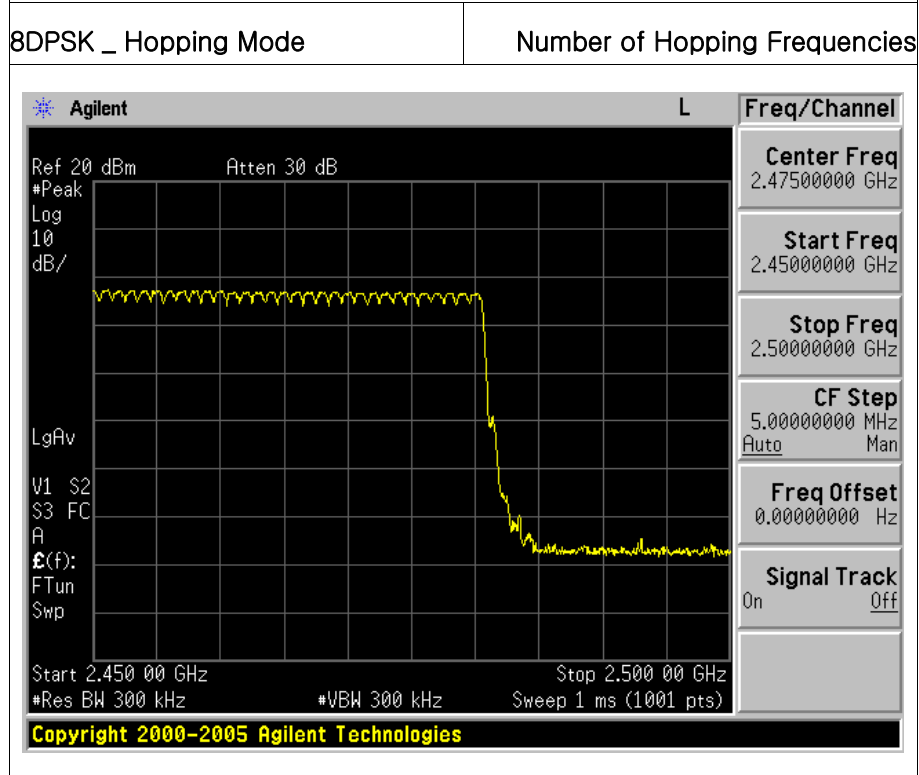 8DPSK _ Hopping Mode Number of Hopping Frequencies
Agilent L Freq/Channel
Ref 20 dBm Atten 30 dB
#Peak
Log
10
dB/
LgAv
V1 S2
S3 FC
A
£(f):
FTun
Swp
Start 2.450 00 GHz Stop 2.500 00 GHz
#Res BW 300 kHz #VBW 300 kHz Sweep 1 ms (1001 pts)
Copyright 2000-2005 Agilent Technologies
Center Freq
2.47500000 GHz
Start Freq
2.45000000 GHz
Stop Freq
2.50000000 GHz
CF Step
5.00000000 MHz
Auto Man
Freq Offset
0.00000000 Hz
Signal Track
On Off